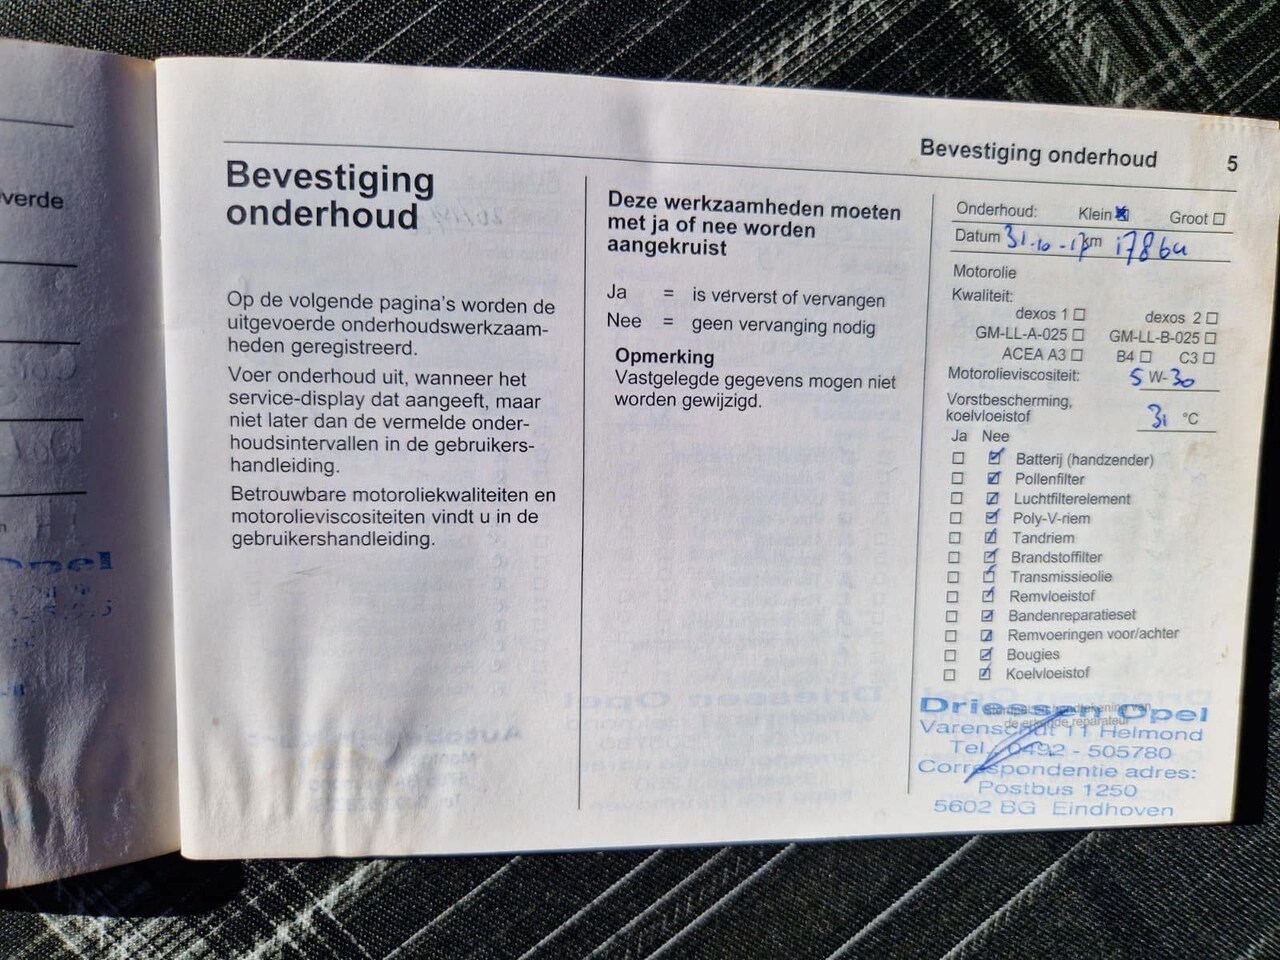 verde
Opel
Bevestiging onderhoud 5
Bevestiging
onderhoud
Op de volgende pagina's worden de
uitgevoerde onderhoudswerkzaam-
heden geregistreerd.
Voer onderhoud uit, wanneer het
service-display dat aangeeft, maar
niet later dan de vermelde onder-
houdsintervallen in de gebruikers-
handleiding.
Betrouwbare motoroliekwaliteiten en
motorolieviscositeiten vindt u in de
gebruikershandleiding.
Deze werkzaamheden moeten
met ja of nee worden
aangekruist
Ja = is ververst of vervangen
Nee = geen vervanging nodig
Opmerking
Vastgelegde gegevens mogen niet
worden gewijzigd.
Onderhoud: Klein Groot
Datum 31-10-17 km 17864
Motorolie
Kwaliteit:
dexos 1 dexos 2
GM-LL-A-025 GM-LL-B-025
ACEA A3 B4 C3
Motorolieviscositeit: 5 W-30
Vorstbescherming,
koelvloeistof 31 °C
Ja Nee
Batterij (handzender)
Pollenfilter
Luchtfilterelement
Poly-V-riem
Tandriem
Brandstoffilter
Transmissieolie
Remvloeistof
Bandenreparatieset
Remvoeringen voor/achter
Bougies
Koelvloeistof
Driessen Opel
Varenschut 11 Helmond
Tel. 0492 - 505780
Correspondentie adres:
Postbus 1250
5602 BG Eindhoven